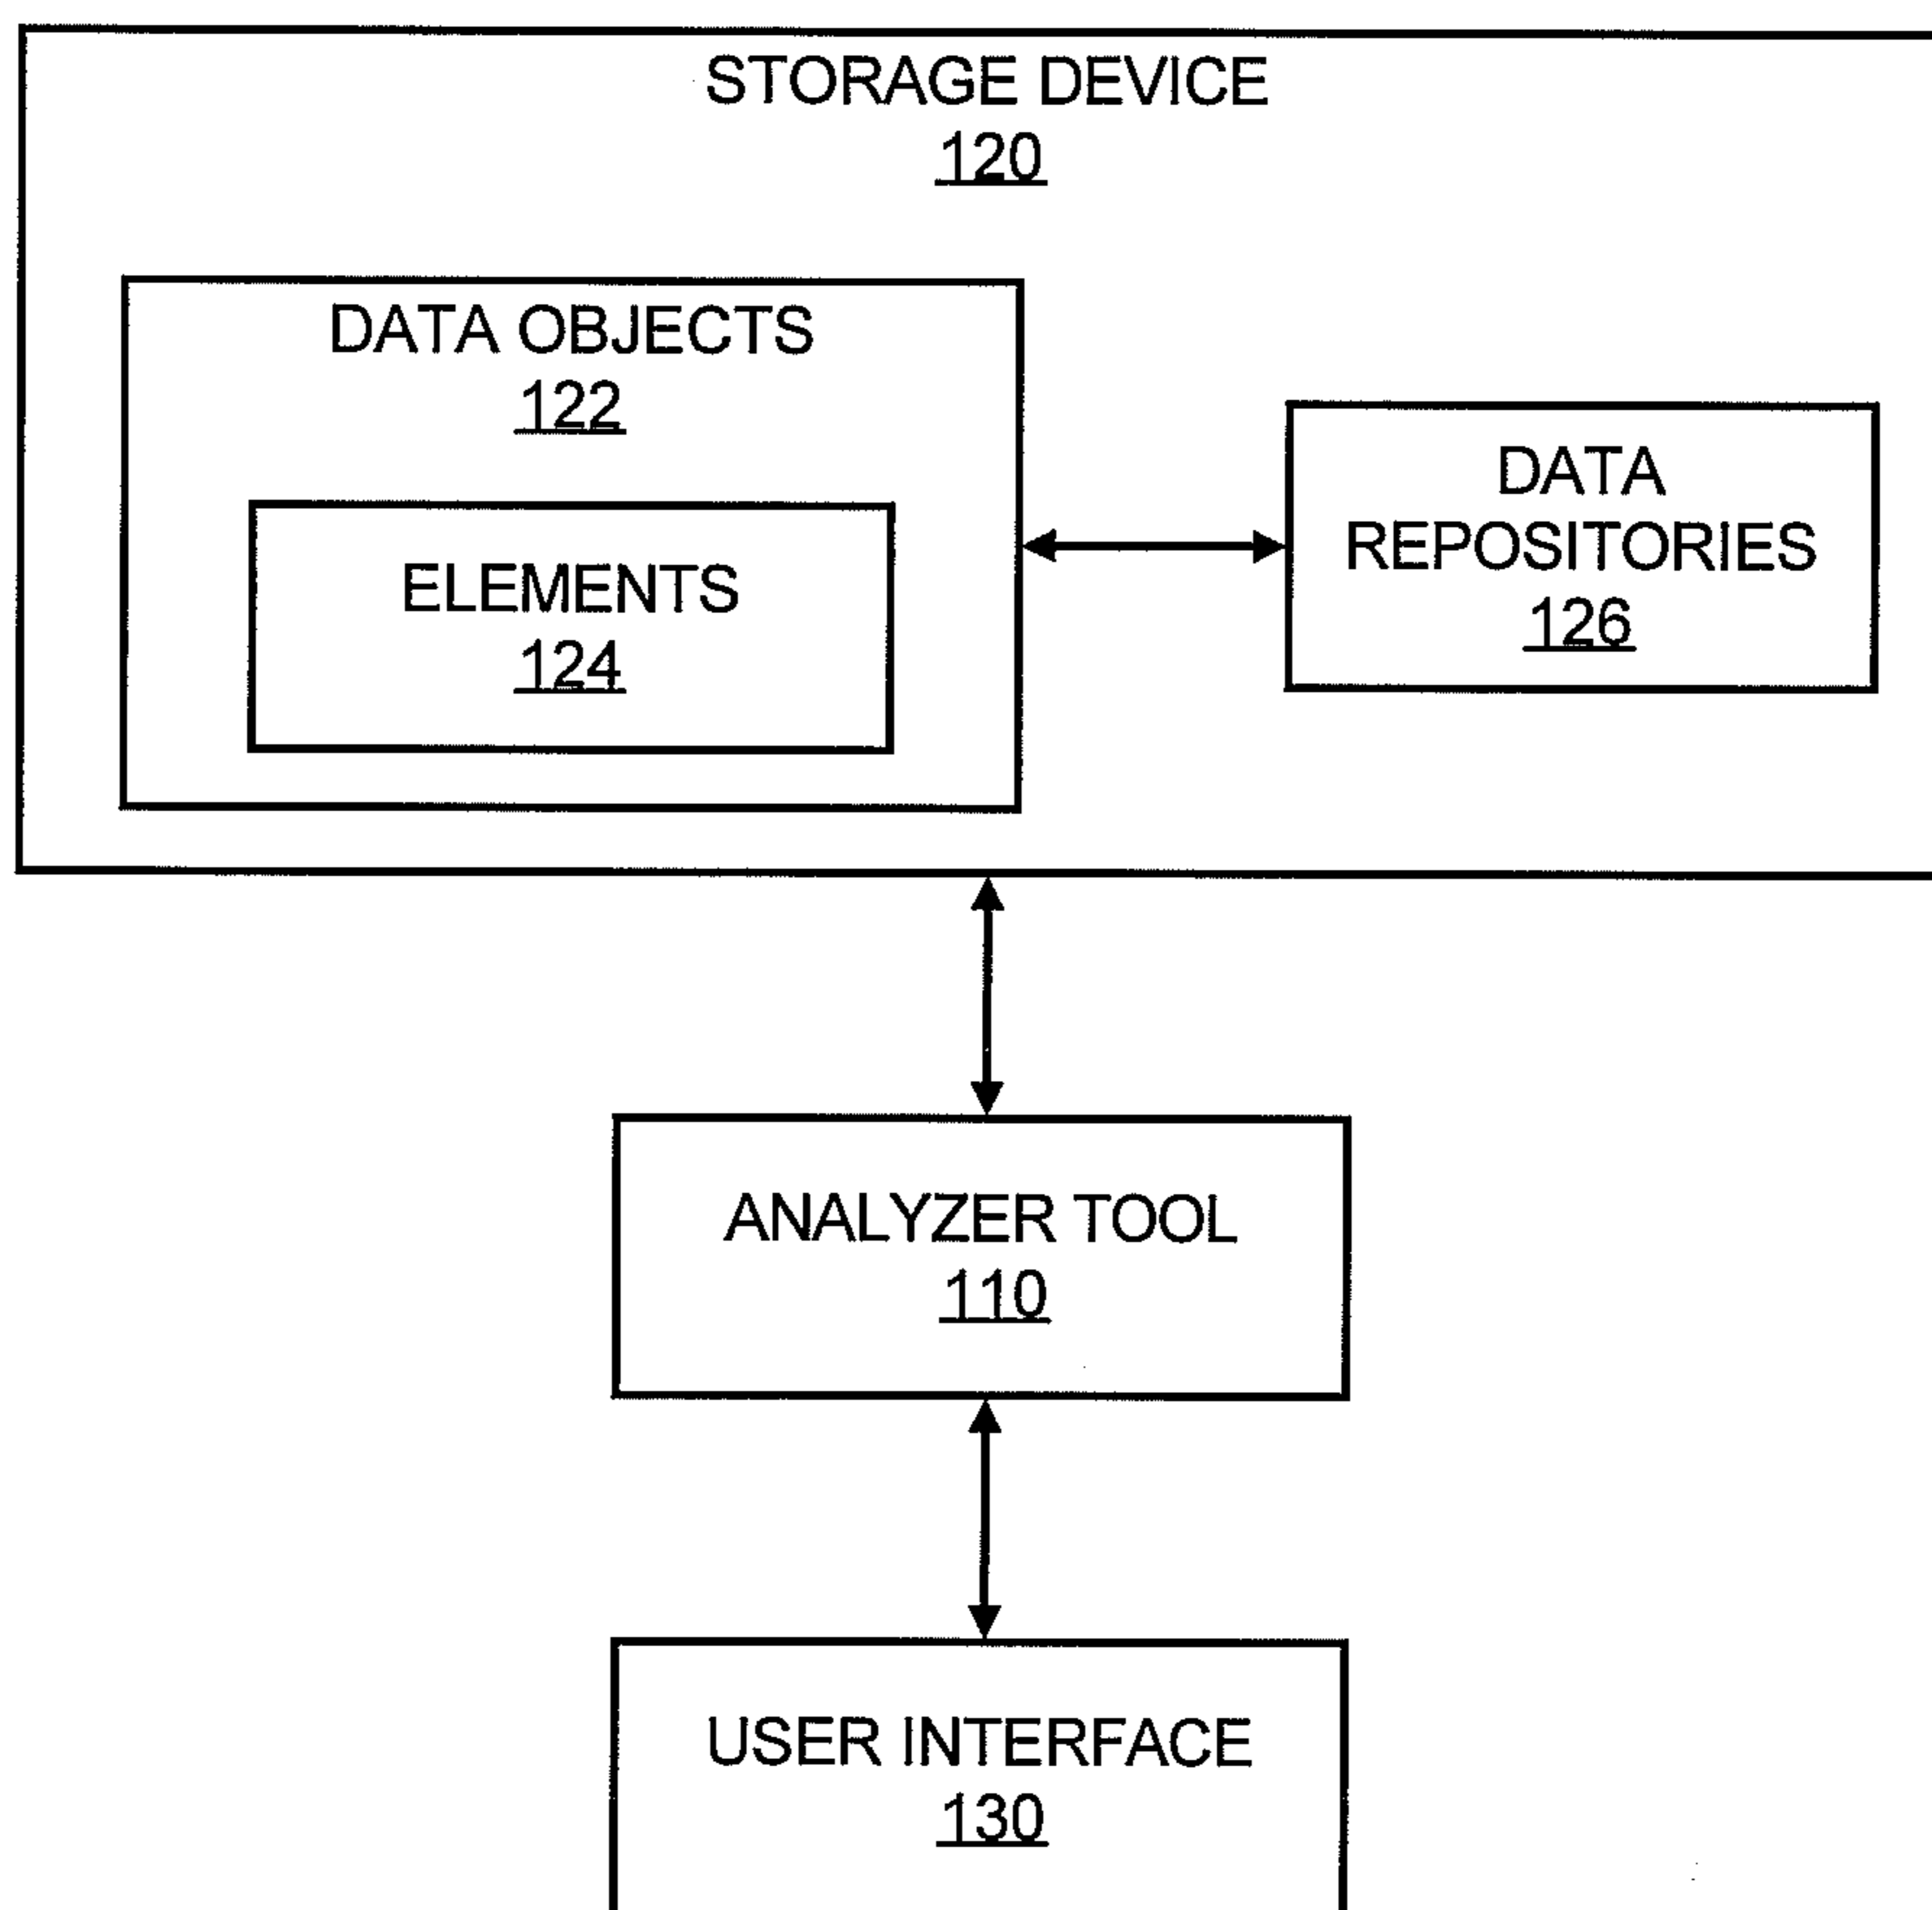 STORAGE DEVICE
120
DATA OBJECTS
122
ELEMENTS
124
DATA
REPOSITORIES
126
ANALYZER TOOL
110
USER INTERFACE
130